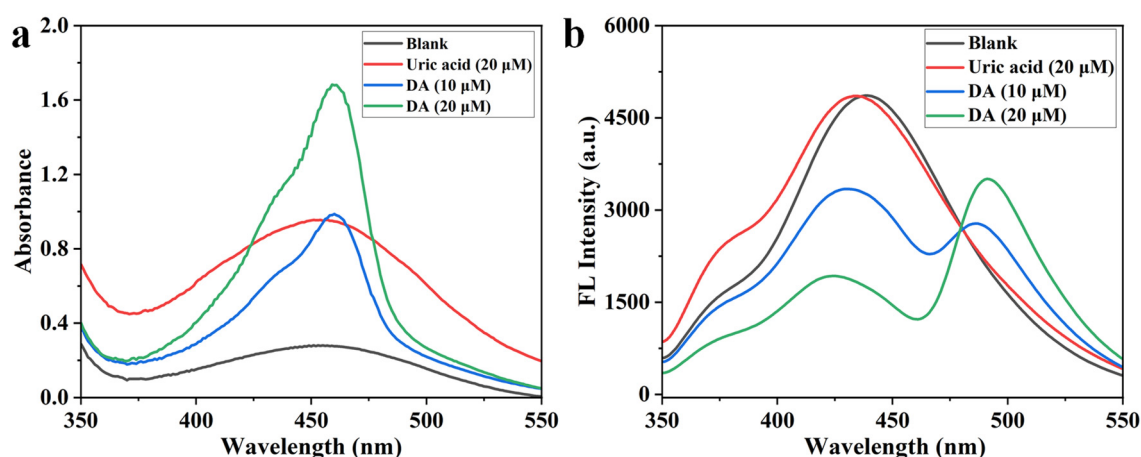 a
Absorbance
2.0
1.6
1.2
0.8
0.4
0.0
350
400
450
500
550
Wavelength (nm)
Blank
Uric acid (20 μM)
DA (10 μM)
DA (20 μM)
b
FL Intensity (a.u.)
6000
4500
3000
1500
0
350
400
450
500
550
Wavelength (nm)
Blank
Uric acid (20 μM)
DA (10 μM)
DA (20 μM)